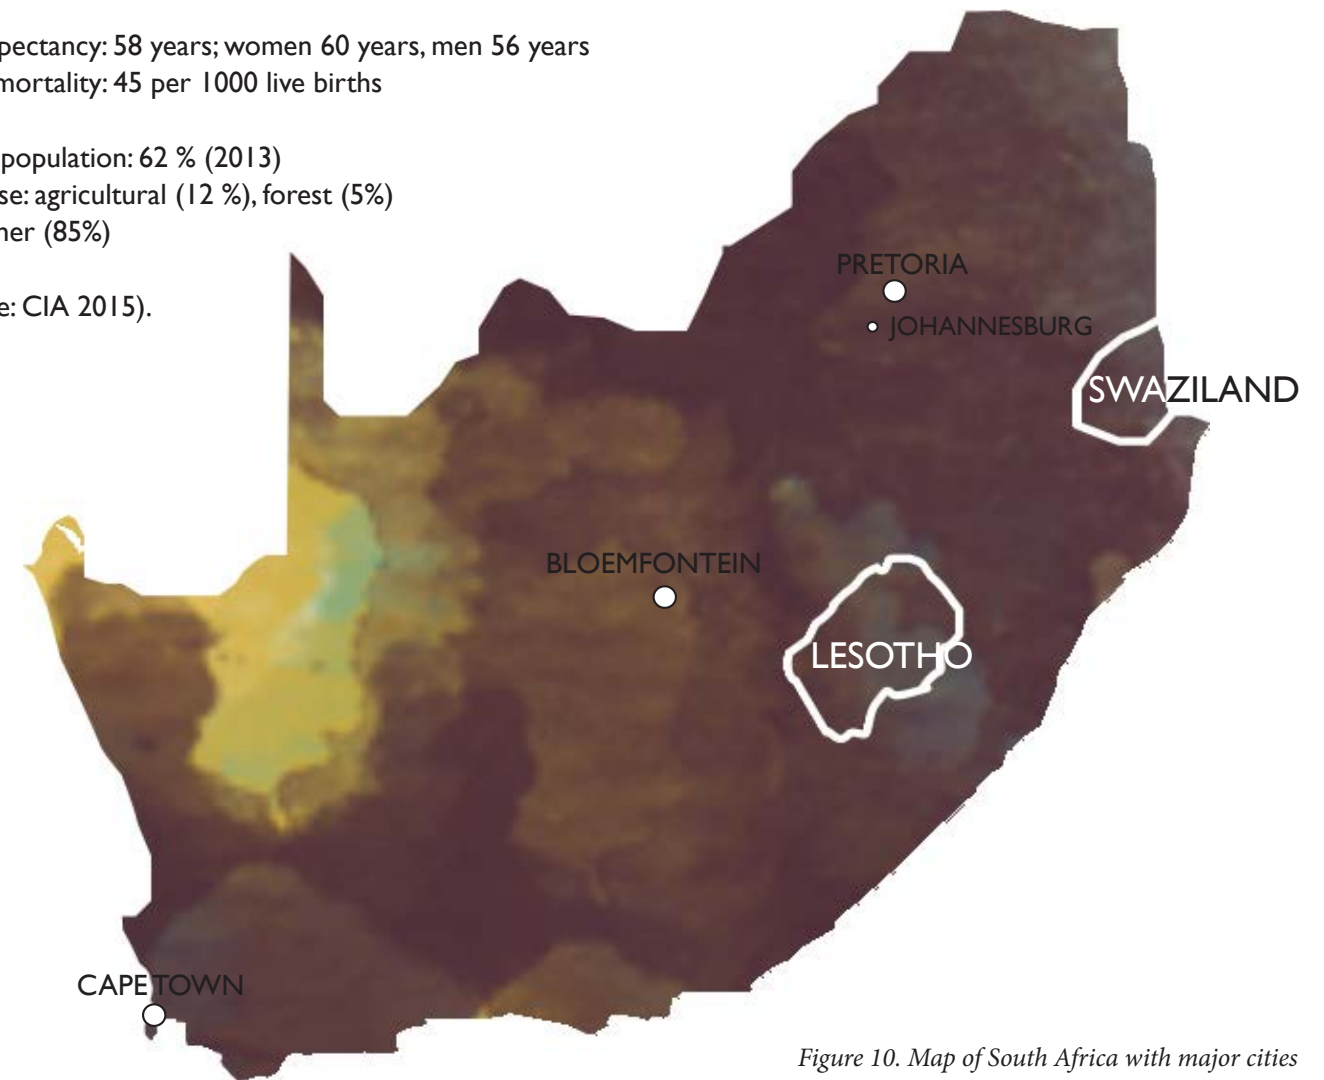 pectancy: 58 years; women 60 years, men 56 years
mortality: 45 per 1000 live births
population: 62 % (2013)
se: agricultural (12 %), forest (5%)
ner (85%)
e: CIA 2015).
PRETORIA
JOHANNESBURG
SWAZILAND
BLOEMFONTEIN
LESOTHO
CAPE TOWN
Figure 10. Map of South Africa with major cities